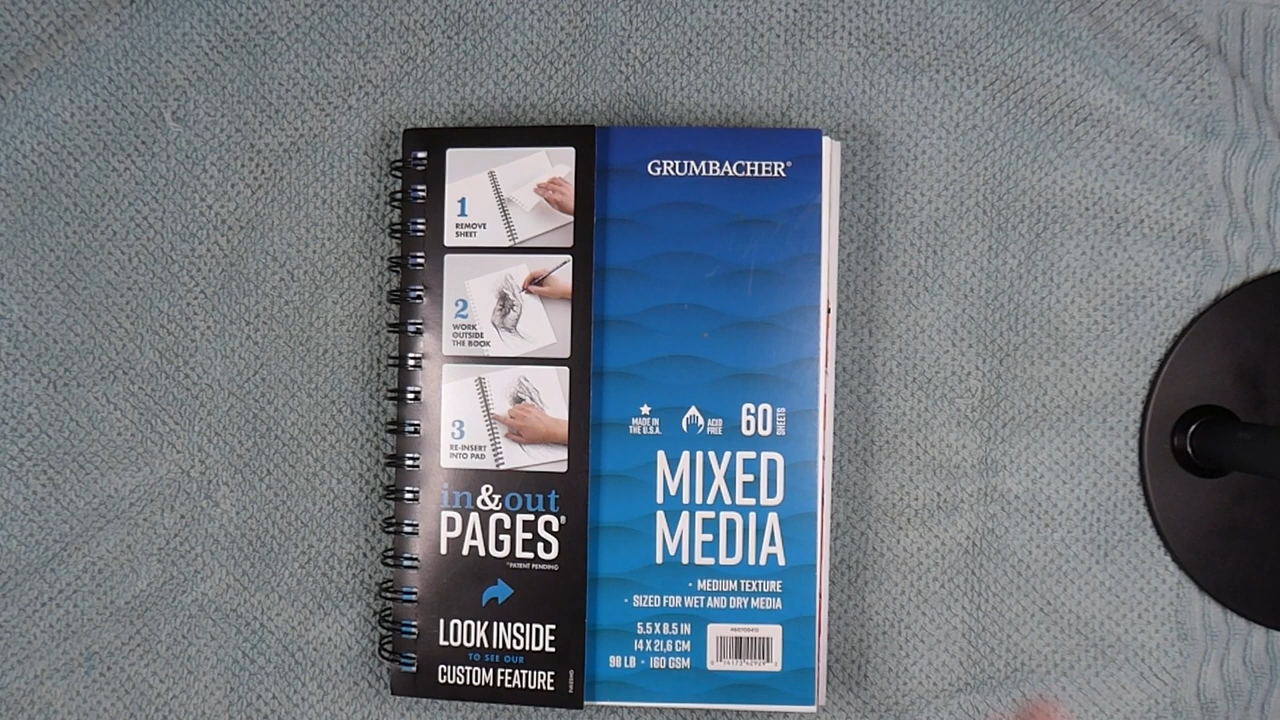 1
REMOVE
SHEET
2
WORK
OUTSIDE
THE BOOK
3
RE-INSERT
INTO PAD
in&out
PAGES®
*PATENT PENDING
LOOK INSIDE
TO SEE OUR
CUSTOM FEATURE
GRUMBACHER®
MADE IN
THE U.S.A.
ACID
FREE
60
SHEETS
MIXED
MEDIA
• MEDIUM TEXTURE
• SIZED FOR WET AND DRY MEDIA
5.5 X 8.5 IN
14 X 21,6 CM
98 LB • 160 GSM